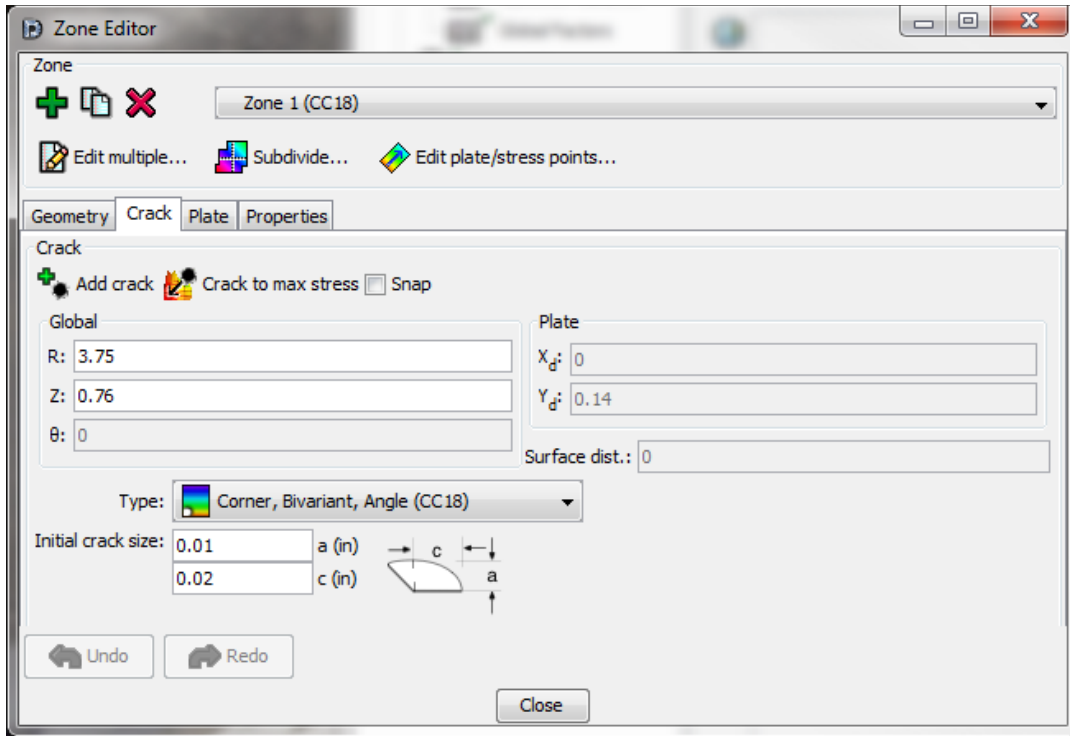 Zone Editor
Zone
Zone 1 (CC18)
Edit multiple... Subdivide... Edit plate/stress points...
Geometry Crack Plate Properties
Crack
Add crack Crack to max stress Snap
Global Plate
R: 3.75 Xd: 0
Z: 0.76 Yd: 0.14
θ: 0
Surface dist.: 0
Type: Corner, Bivariant, Angle (CC18)
Initial crack size: 0.01 a (in) c
0.02 c (in) a
Undo Redo
Close